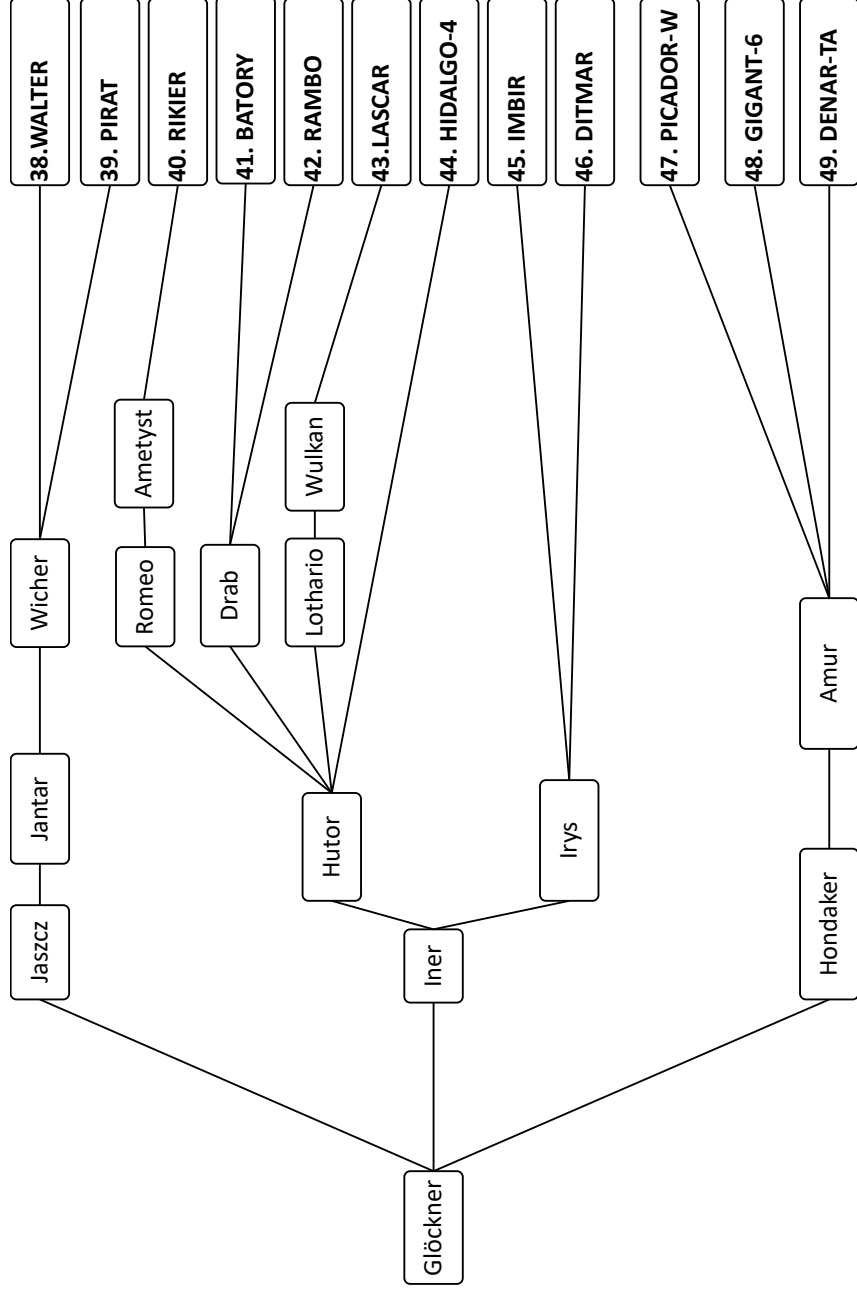 38.WALTER
39. PIRAT
40. RIKIER
41. BATORY
42. RAMBO
43.LASCAR
44. HIDALGO-4
45. IMBIR
46. DITMAR
47. PICADOR-W
48. GIGANT-6
49. DENAR-TA
Ametyst
Wulkan
Wicher
Romeo
Drab
Lothario
Amur
Jantar
Hutor
Irys
Jaszcz
Iner
Hondaker
Glöckner